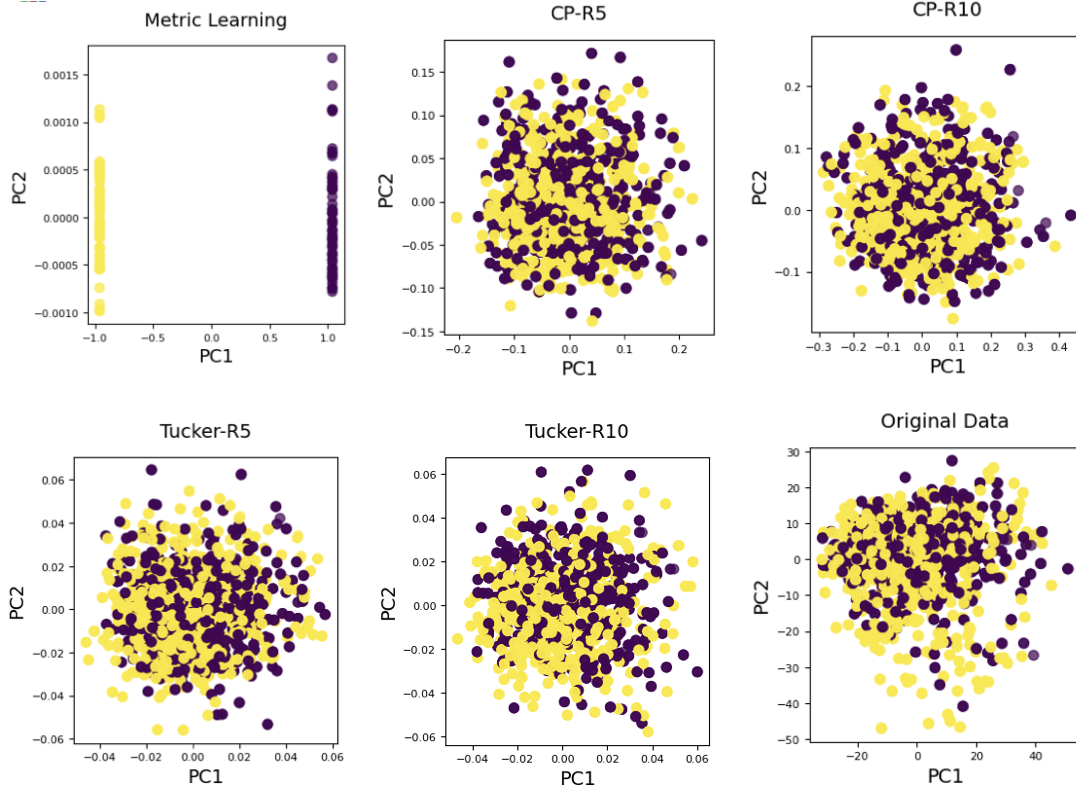 Metric Learning
0.0015
0.0010
0.0005
0.0000
−0.0005
−0.0010
PC2
−1.0 −0.5 0.0 0.5 1.0
PC1
CP-R5
0.15
0.10
0.05
0.00
−0.05
−0.10
−0.15
PC2
−0.2 −0.1 0.0 0.1 0.2
PC1
CP-R10
0.2
0.1
0.0
−0.1
PC2
−0.3 −0.2 −0.1 0.0 0.1 0.2 0.3 0.4
PC1
Tucker-R5
0.06
0.04
0.02
0.00
−0.02
−0.04
−0.06
PC2
−0.04 −0.02 0.00 0.02 0.04 0.06
PC1
Tucker-R10
0.06
0.04
0.02
0.00
−0.02
−0.04
−0.06
PC2
−0.04 −0.02 0.00 0.02 0.04 0.06
PC1
Original Data
30
20
10
0
−10
−20
−30
−40
−50
PC2
−20 0 20 40
PC1